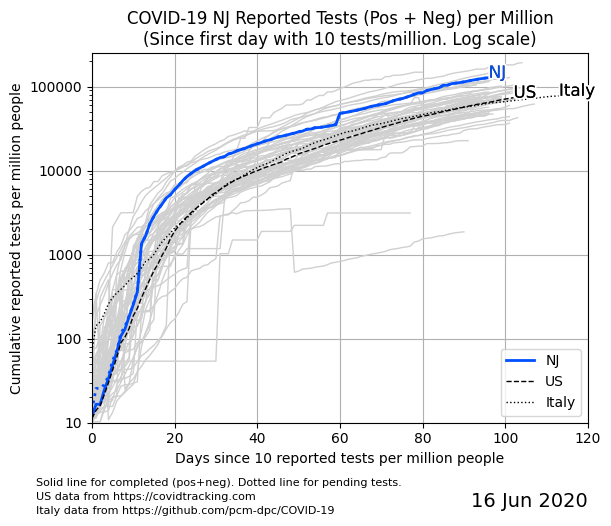 COVID-19 NJ Reported Tests (Pos + Neg) per Million
(Since first day with 10 tests/million. Log scale)
Cumulative reported tests per million people
100000
10000
1000
100
10
NJ
US
Italy
NJ
US
Italy
0 20 40 60 80 100 120
Days since 10 reported tests per million people
Solid line for completed (pos+neg). Dotted line for pending tests.
US data from https://covidtracking.com
Italy data from https://github.com/pcm-dpc/COVID-19
16 Jun 2020